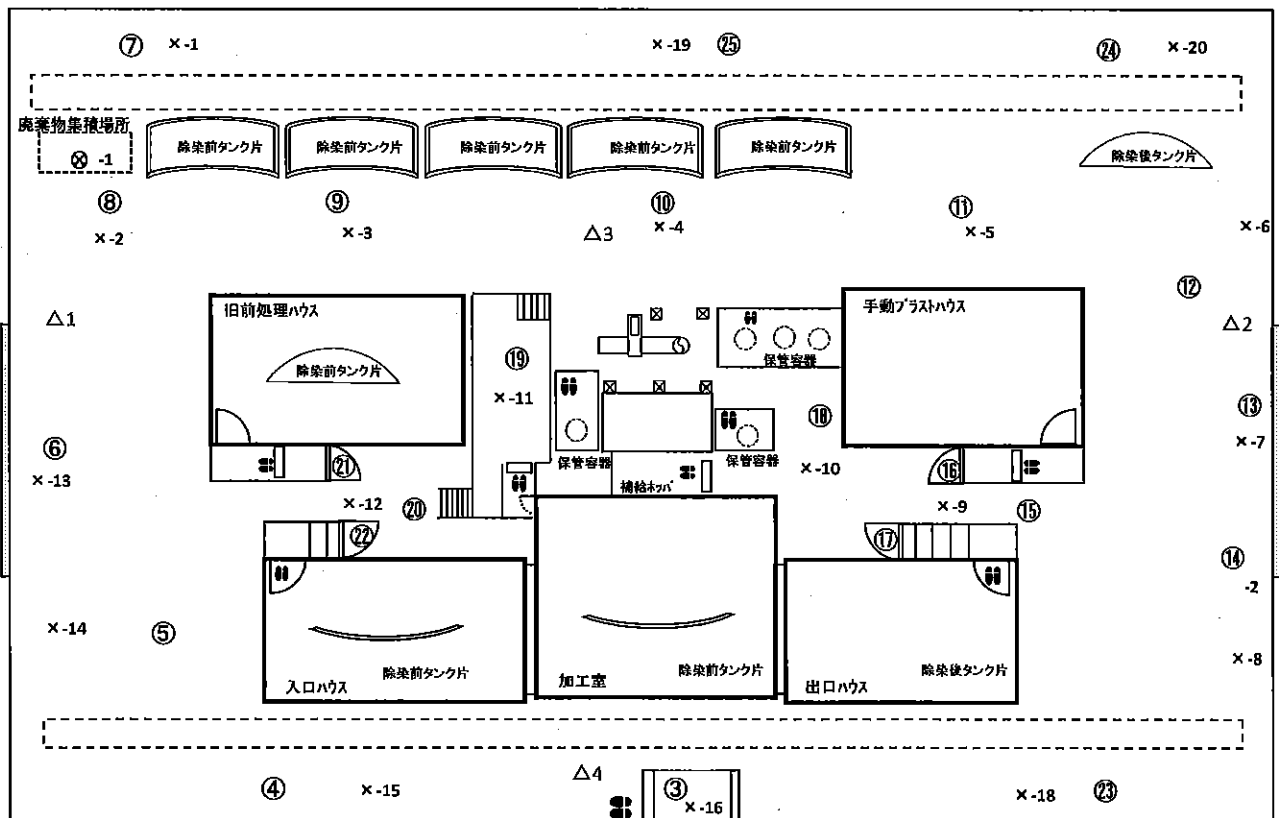 ⑦ ×-1 ×-19 ㉕ ㉔ ×-20
廃棄物集積場所
⊗ -1
除染前タンク片 除染前タンク片 除染前タンク片 除染前タンク片 除染前タンク片 除染後タンク片
⑧ ⑨ ⑩ ⑪
×-2 ×-3 △3 ×-4 ×-5 ×-6
⑫
旧前処理ハウス 手動ブラストハウス
△1 △2
⑲ 保管容器
除染前タンク片
×-11 ⑱ ⑬
⑥ ×-7
㉑ 保管容器 保管容器 ×-10 ⑯
×-13 補給ホッパ
×-12 ⑳ ×-9 ⑮
㉒ ⑰
⑭
-2
×-14 ⑤ ×-8
除染前タンク片 除染前タンク片 除染後タンク片
入口ハウス 加工室 出口ハウス
△4
④ ×-15 ③ ×-18 ㉓
×-16